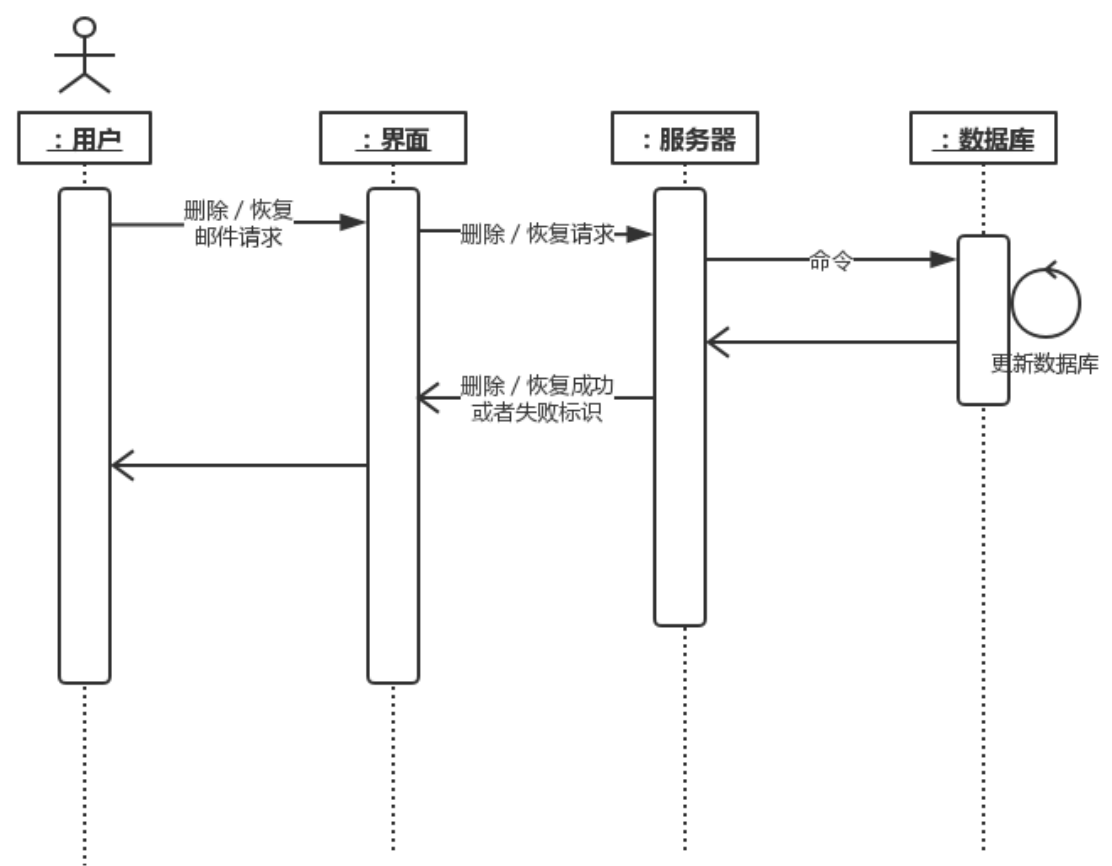 ：用户
：界面
：服务器
：数据库
删除 / 恢复
邮件请求
删除 / 恢复请求
命令
更新数据库
删除 / 恢复成功
或者失败标识